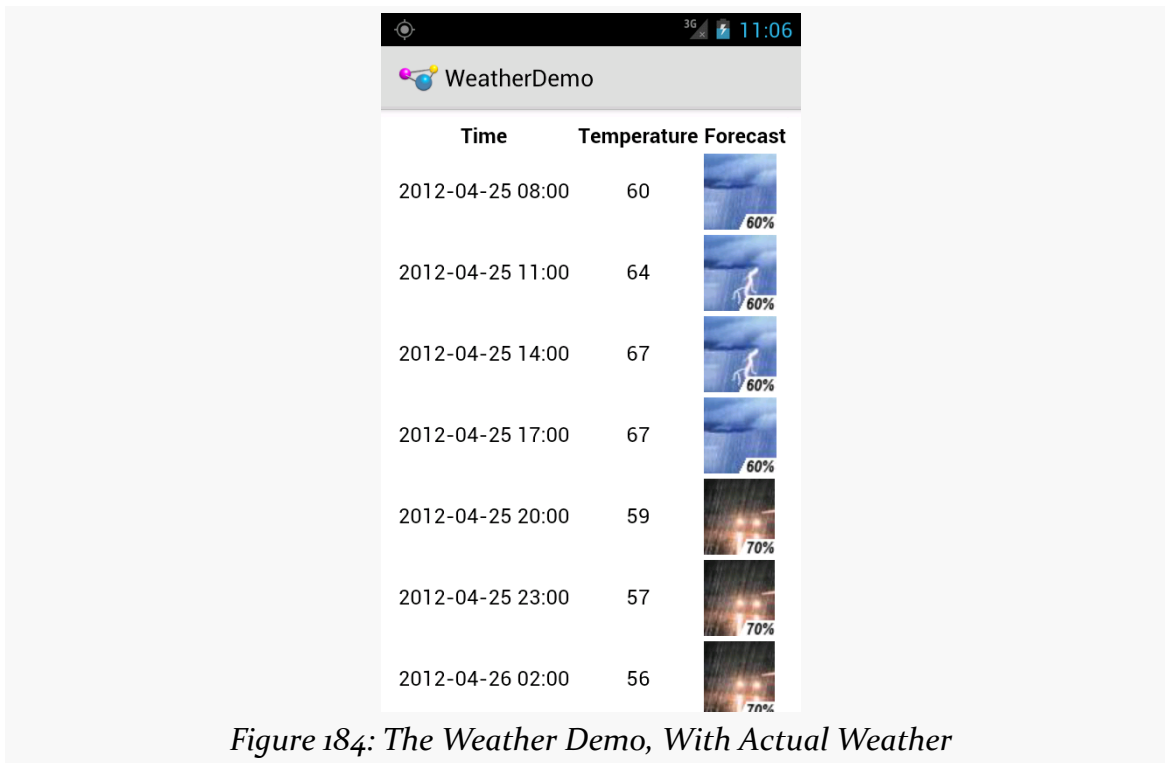 3G 11:06
WeatherDemo
Time Temperature Forecast
2012-04-25 08:00 60 60%
2012-04-25 11:00 64 60%
2012-04-25 14:00 67 60%
2012-04-25 17:00 67 60%
2012-04-25 20:00 59 70%
2012-04-25 23:00 57 70%
2012-04-26 02:00 56 70%
Figure 184: The Weather Demo, With Actual Weather